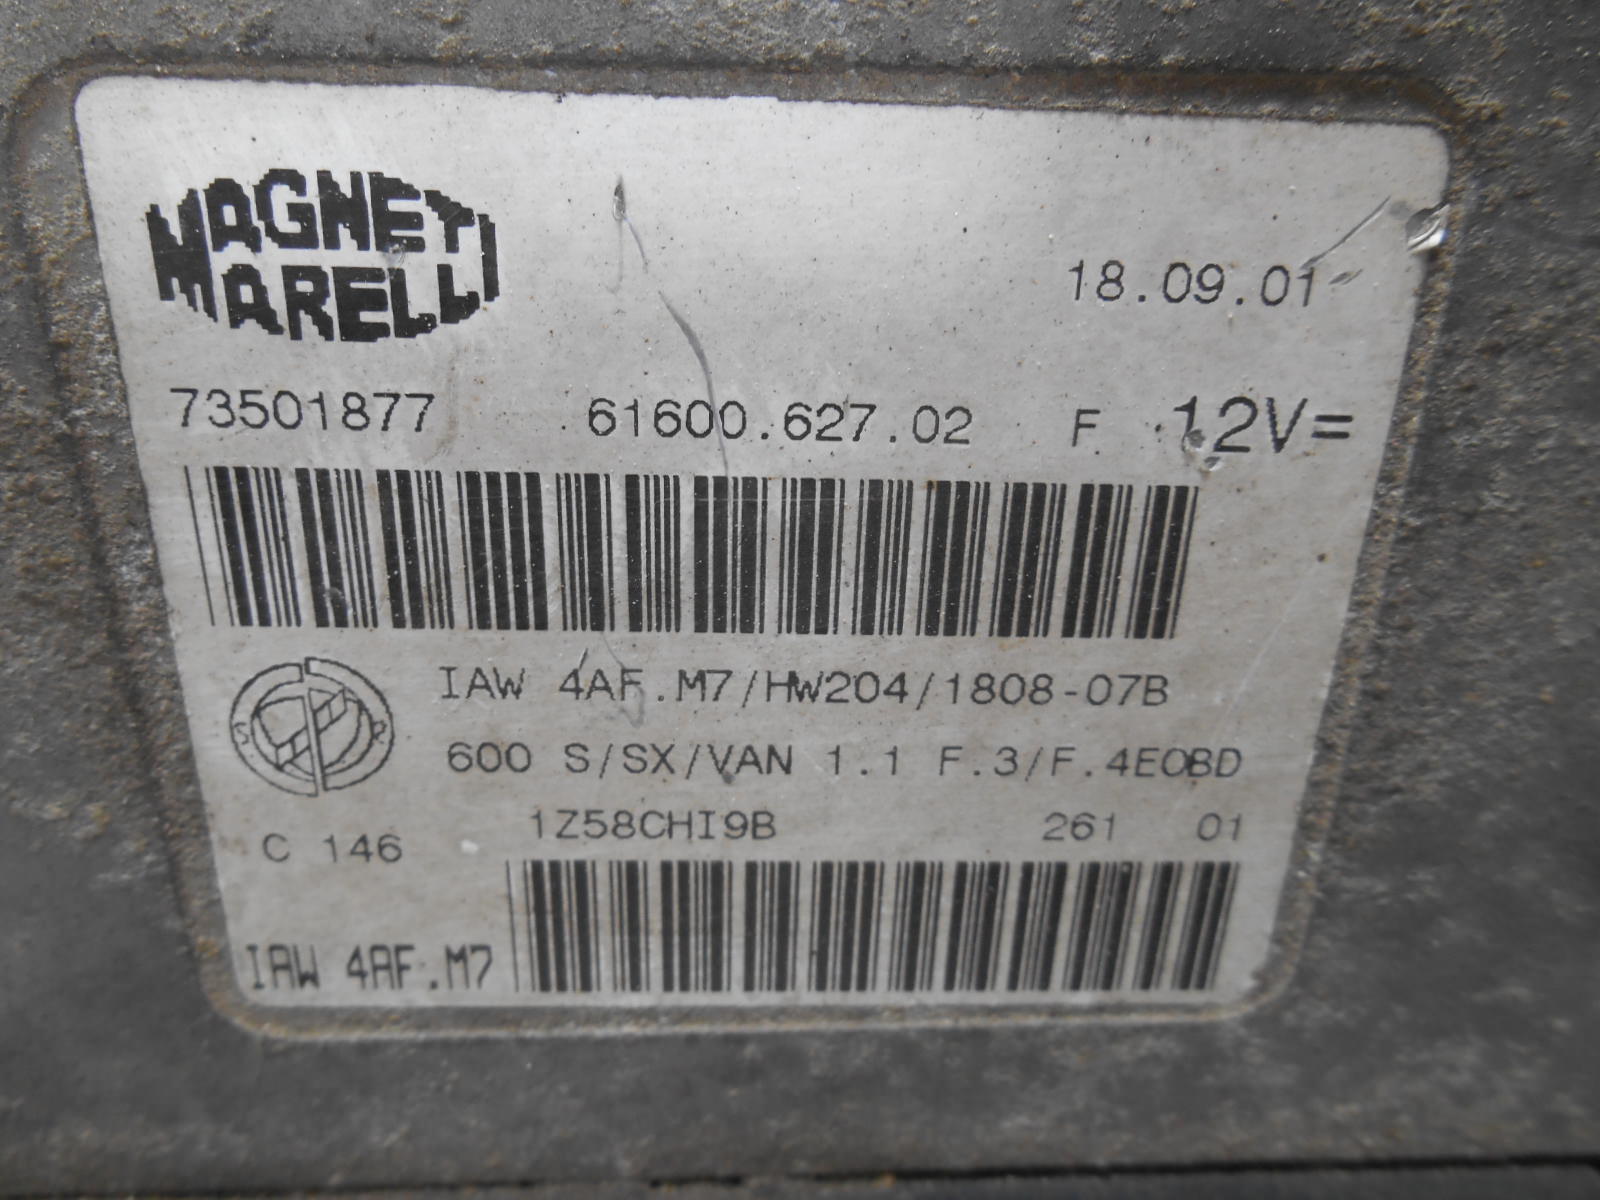 MAGNETI
MARELLI
18.09.01
73501877 61600.627.02 F 12V=
IAW 4AF.M7/HW204/1808-07B
S R
600 S/SX/VAN 1.1 F.3/F.4EOBD
1Z58CHI9B 261 01
C 146
IAW 4AF.M7